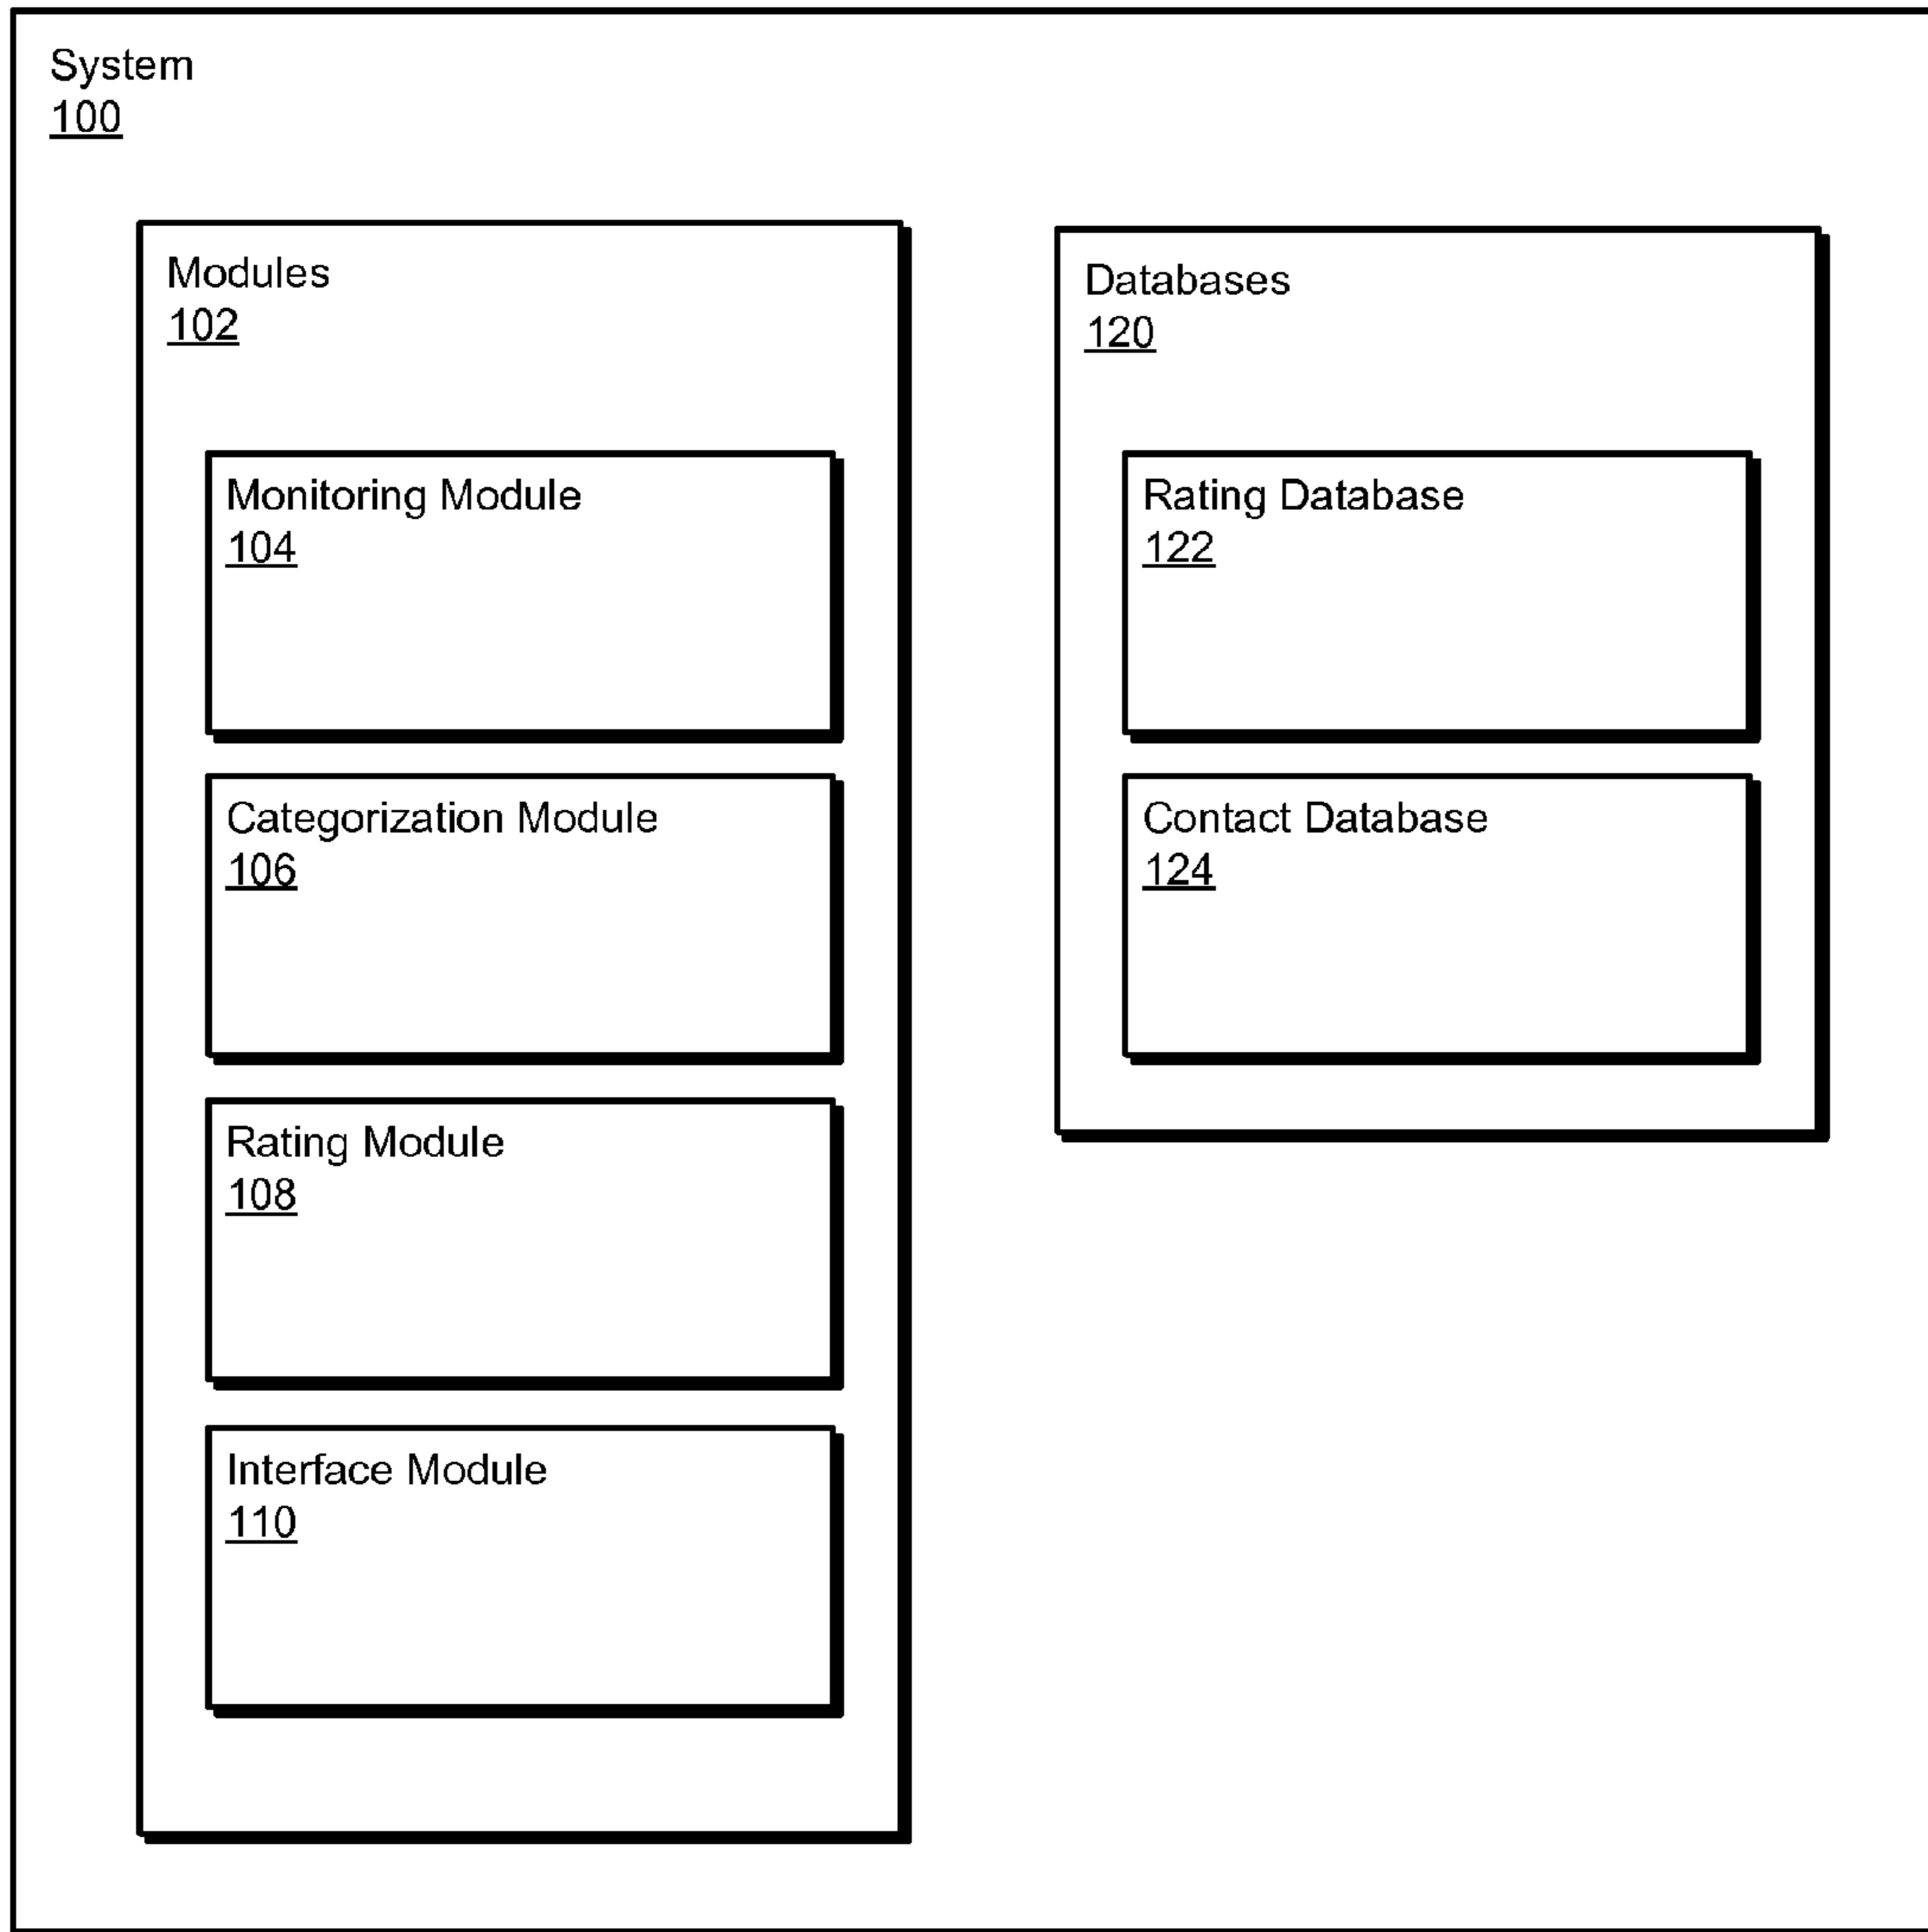 System
100
Modules
102
Monitoring Module
104
Categorization Module
106
Rating Module
108
Interface Module
110
Databases
120
Rating Database
122
Contact Database
124